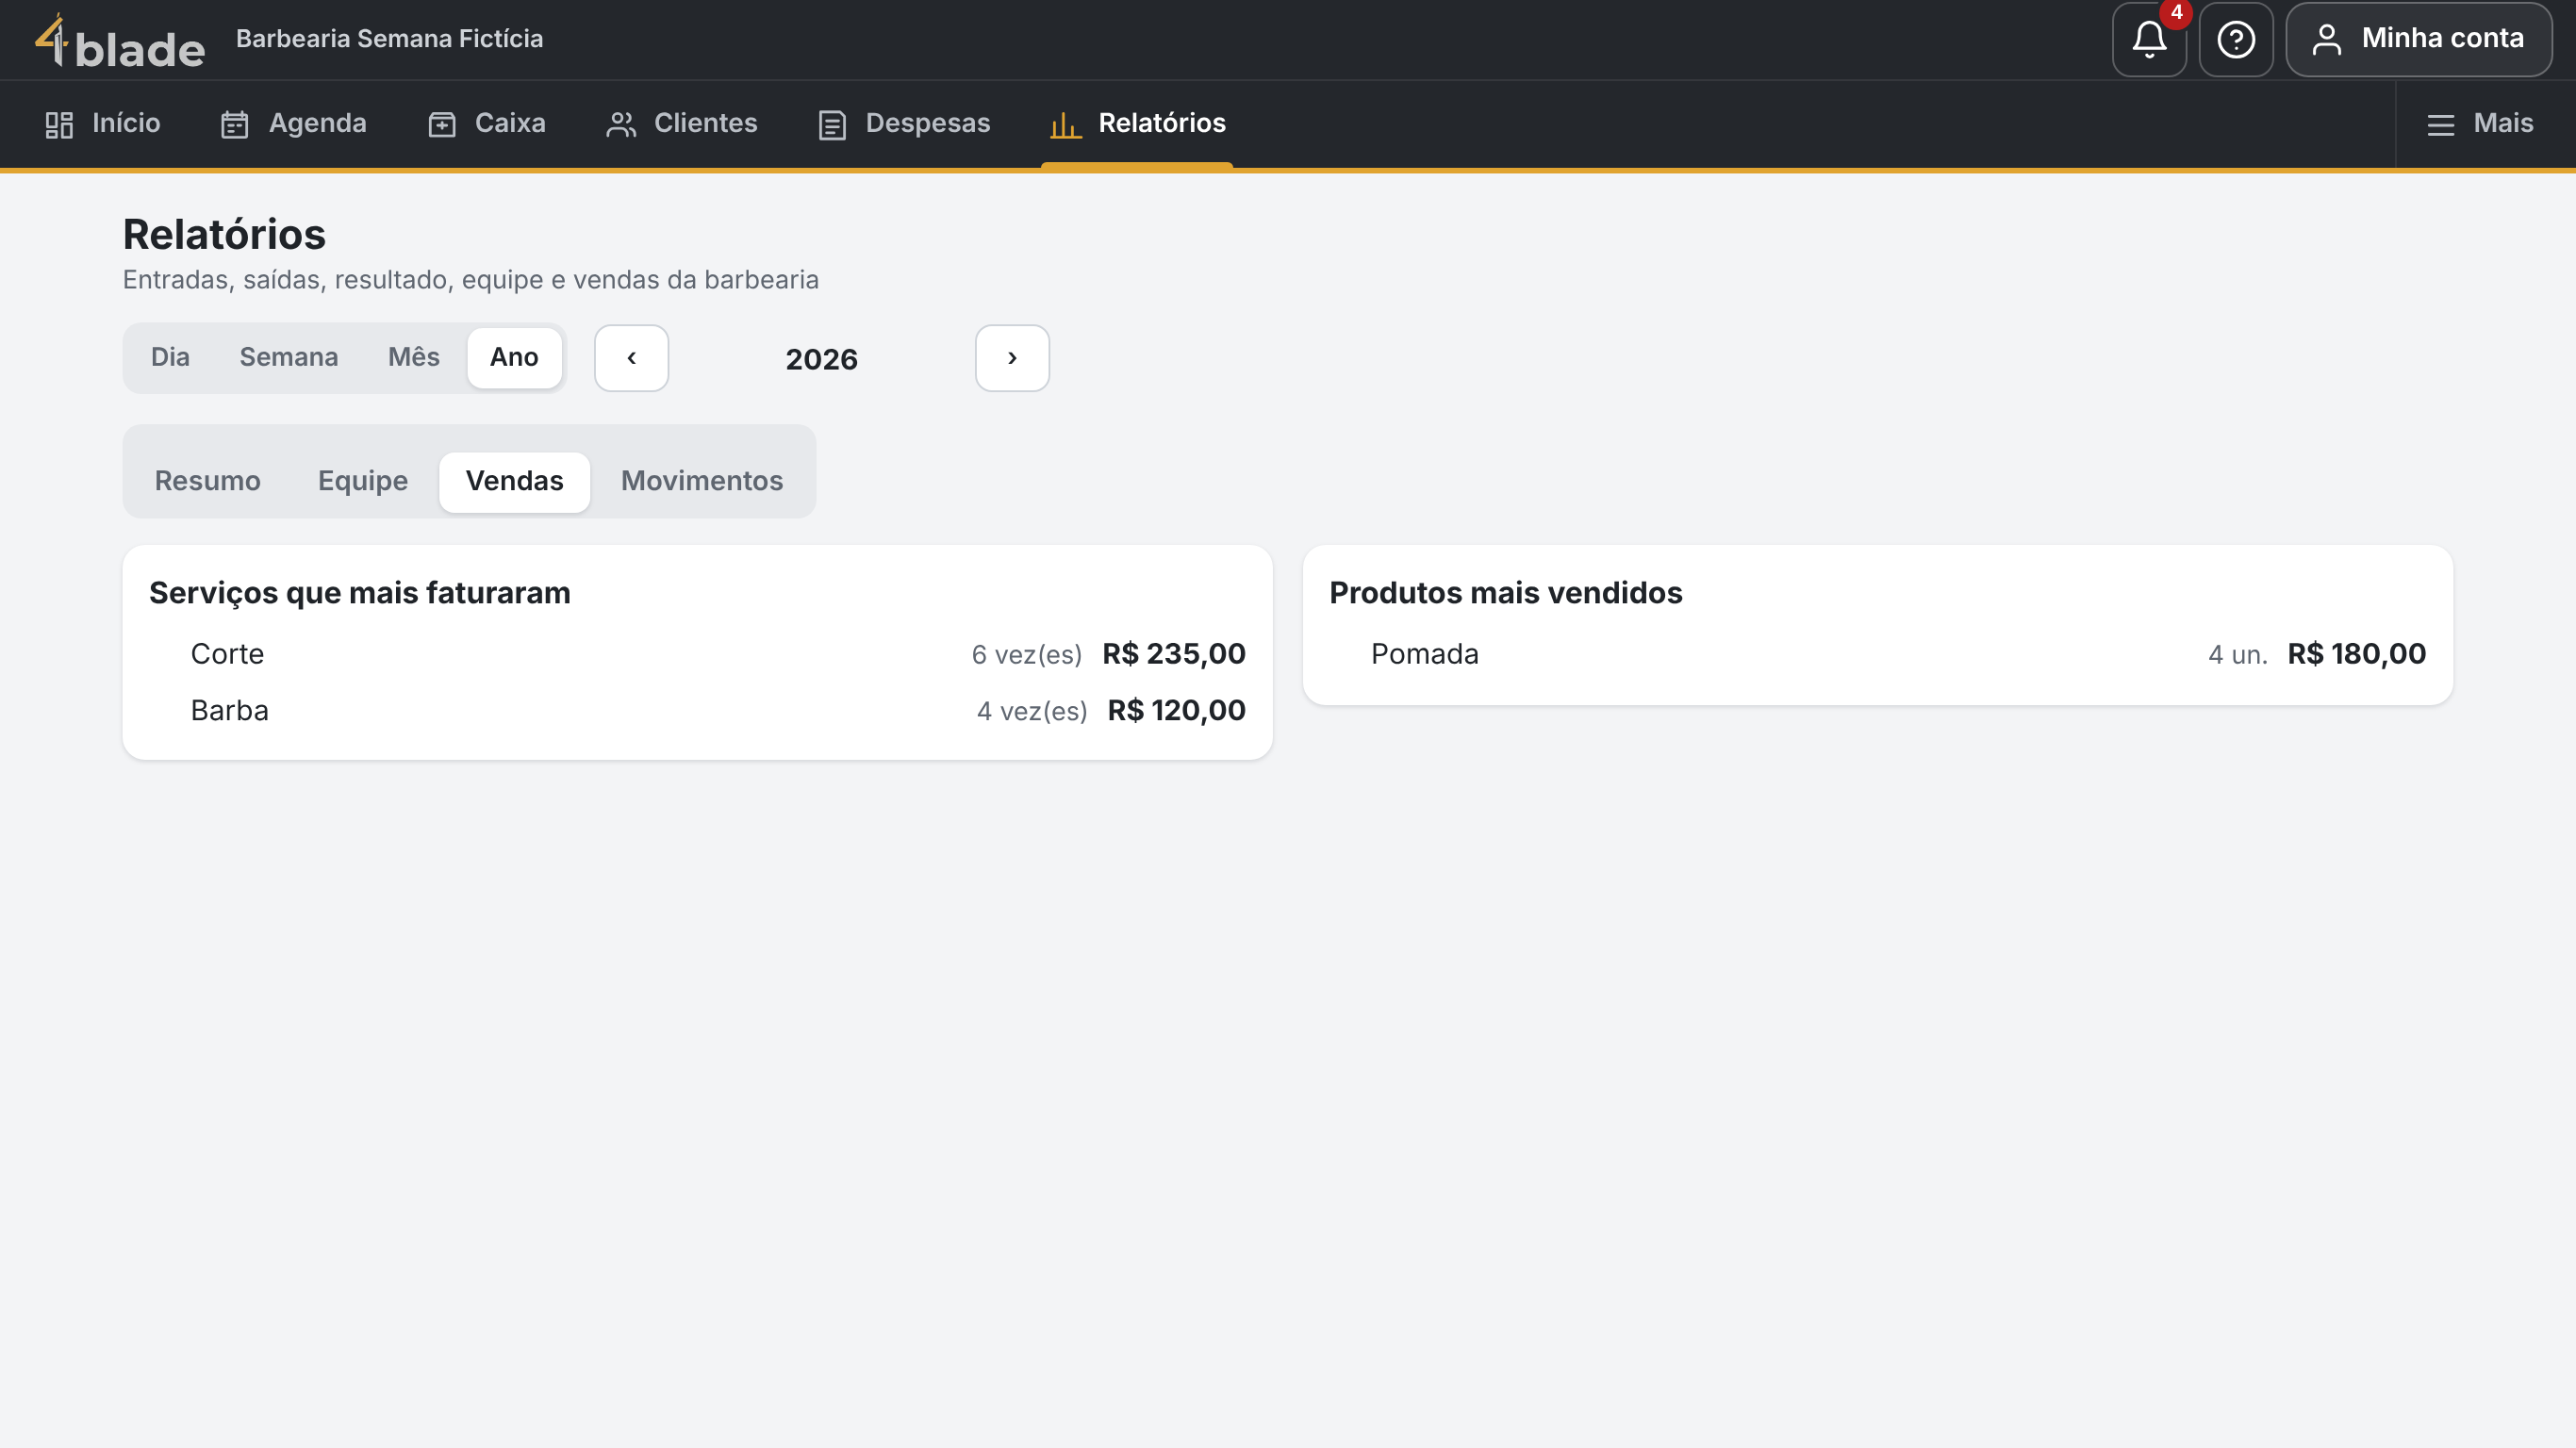 4blade Barbearia Semana Fictícia 4 Minha conta
Início Agenda Caixa Clientes Despesas Relatórios Mais
Relatórios
Entradas, saídas, resultado, equipe e vendas da barbearia
Dia Semana Mês Ano ‹ 2026 ›
Resumo Equipe Vendas Movimentos
Serviços que mais faturaram
Corte 6 vez(es) R$ 235,00
Barba 4 vez(es) R$ 120,00
Produtos mais vendidos
Pomada 4 un. R$ 180,00